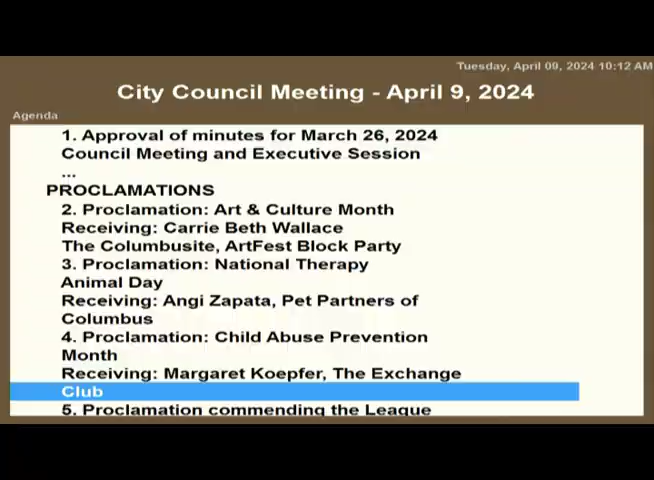 Tuesday, April 09, 2024 10:12 AM
City Council Meeting - April 9, 2024
Agenda
1. Approval of minutes for March 26, 2024
Council Meeting and Executive Session
...
PROCLAMATIONS
2. Proclamation: Art & Culture Month
Receiving: Carrie Beth Wallace
The Columbusite, ArtFest Block Party
3. Proclamation: National Therapy
Animal Day
Receiving: Angi Zapata, Pet Partners of
Columbus
4. Proclamation: Child Abuse Prevention
Month
Receiving: Margaret Koepfer, The Exchange
Club
5. Proclamation commending the League